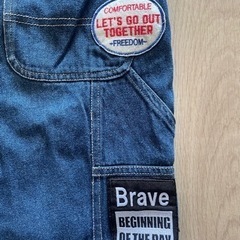 COMFORTABLE
LET'S GO OUT
TOGETHER
-FREEDOM-
Brave
BEGINNING
OF THE DAY